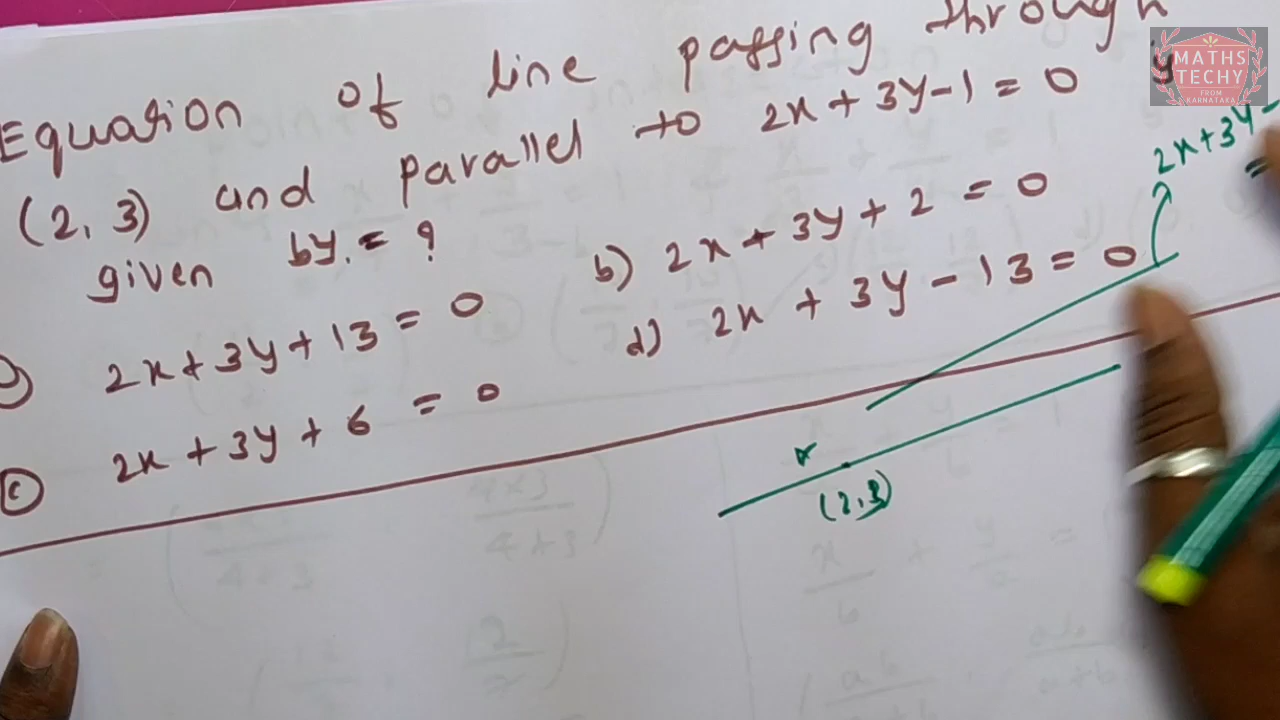 Equation of line passing through
(2, 3) and parallel to 2x + 3y - 1 = 0
given by = ?
2x + 3y + 13 = 0
b) 2x + 3y + 2 = 0
c) 2x + 3y + 6 = 0
d) 2x + 3y - 13 = 0
2x + 3y -
=
(2, 3)
MATHS
TECHY
FROM
KARNATAKA